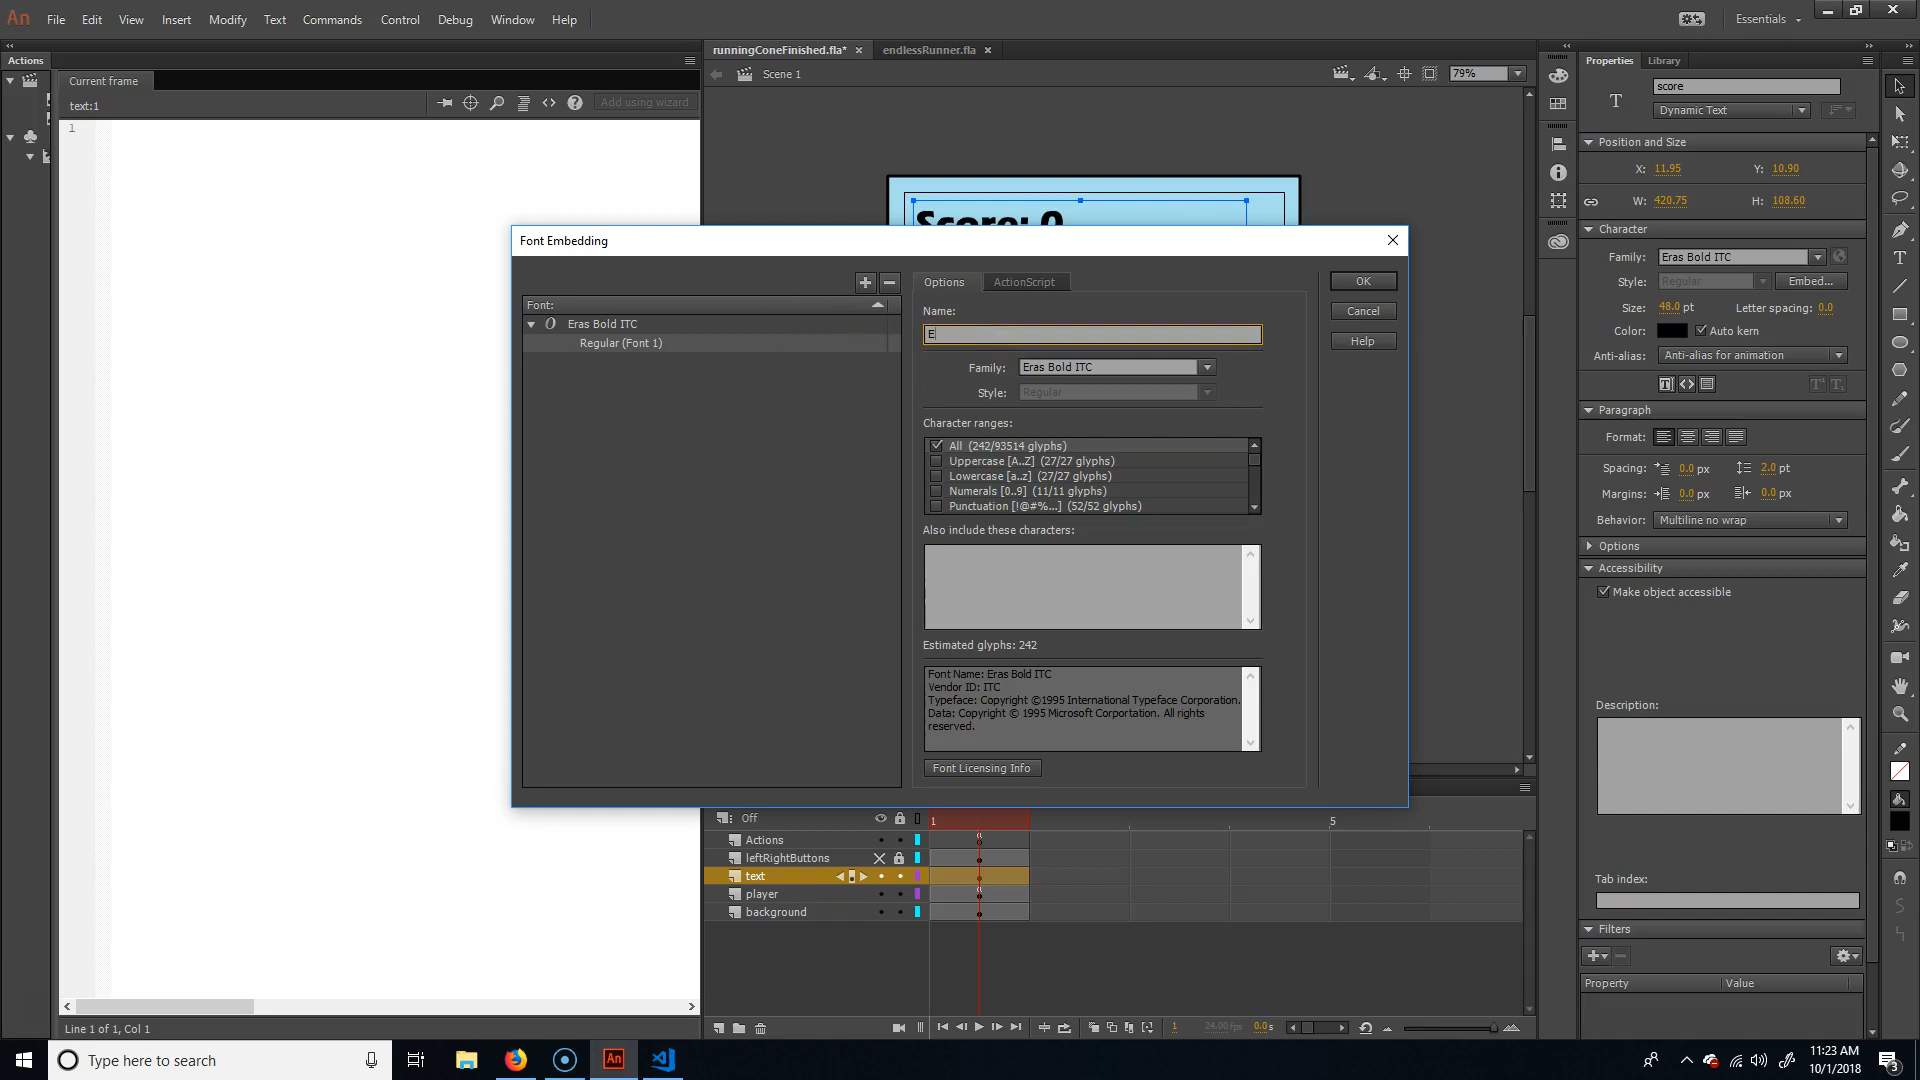 An File Edit View Insert Modify Text Commands Control Debug Window Help Essentials
Actions
Current frame
text:1
Add using wizard
1
Line 1 of 1, Col 1
runningConeFinished.fla* endlessRunner.fla
Scene 1
79%
Score: 0
Font Embedding
Font:
Eras Bold ITC
Regular (Font 1)
Options ActionScript
Name:
E
Family: Eras Bold ITC
Style: Regular
Character ranges:
All (242/93514 glyphs)
Uppercase [A..Z] (27/27 glyphs)
Lowercase [a..z] (27/27 glyphs)
Numerals [0..9] (11/11 glyphs)
Punctuation [!@#%...] (52/52 glyphs)
Also include these characters:
Estimated glyphs: 242
Font Name: Eras Bold ITC
Vendor ID: ITC
Typeface: Copyright ©1995 International Typeface Corporation.
Data: Copyright © 1995 Microsoft Corportation. All rights
reserved.
Font Licensing Info
OK
Cancel
Help
Off
1 5
Actions
leftRightButtons
text
player
background
1 24.00 fps 0.0 s
Properties Library
score
Dynamic Text
Position and Size
X: 11.95 Y: 10.90
W: 420.75 H: 108.60
Character
Family: Eras Bold ITC
Style: Regular Embed...
Size: 48.0 pt Letter spacing: 0.0
Color: Auto kern
Anti-alias: Anti-alias for animation
Paragraph
Format:
Spacing: 0.0 px 2.0 pt
Margins: 0.0 px 0.0 px
Behavior: Multiline no wrap
Options
Accessibility
Make object accessible
Description:
Tab index:
Filters
Property Value
Type here to search
An
11:23 AM
10/1/2018
3